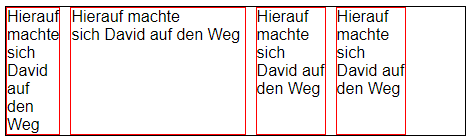 Hierauf
machte
sich
David
auf
den
Weg
Hierauf machte
sich David auf den Weg
Hierauf
machte
sich
David auf
den Weg
Hierauf
machte
sich
David auf
den Weg